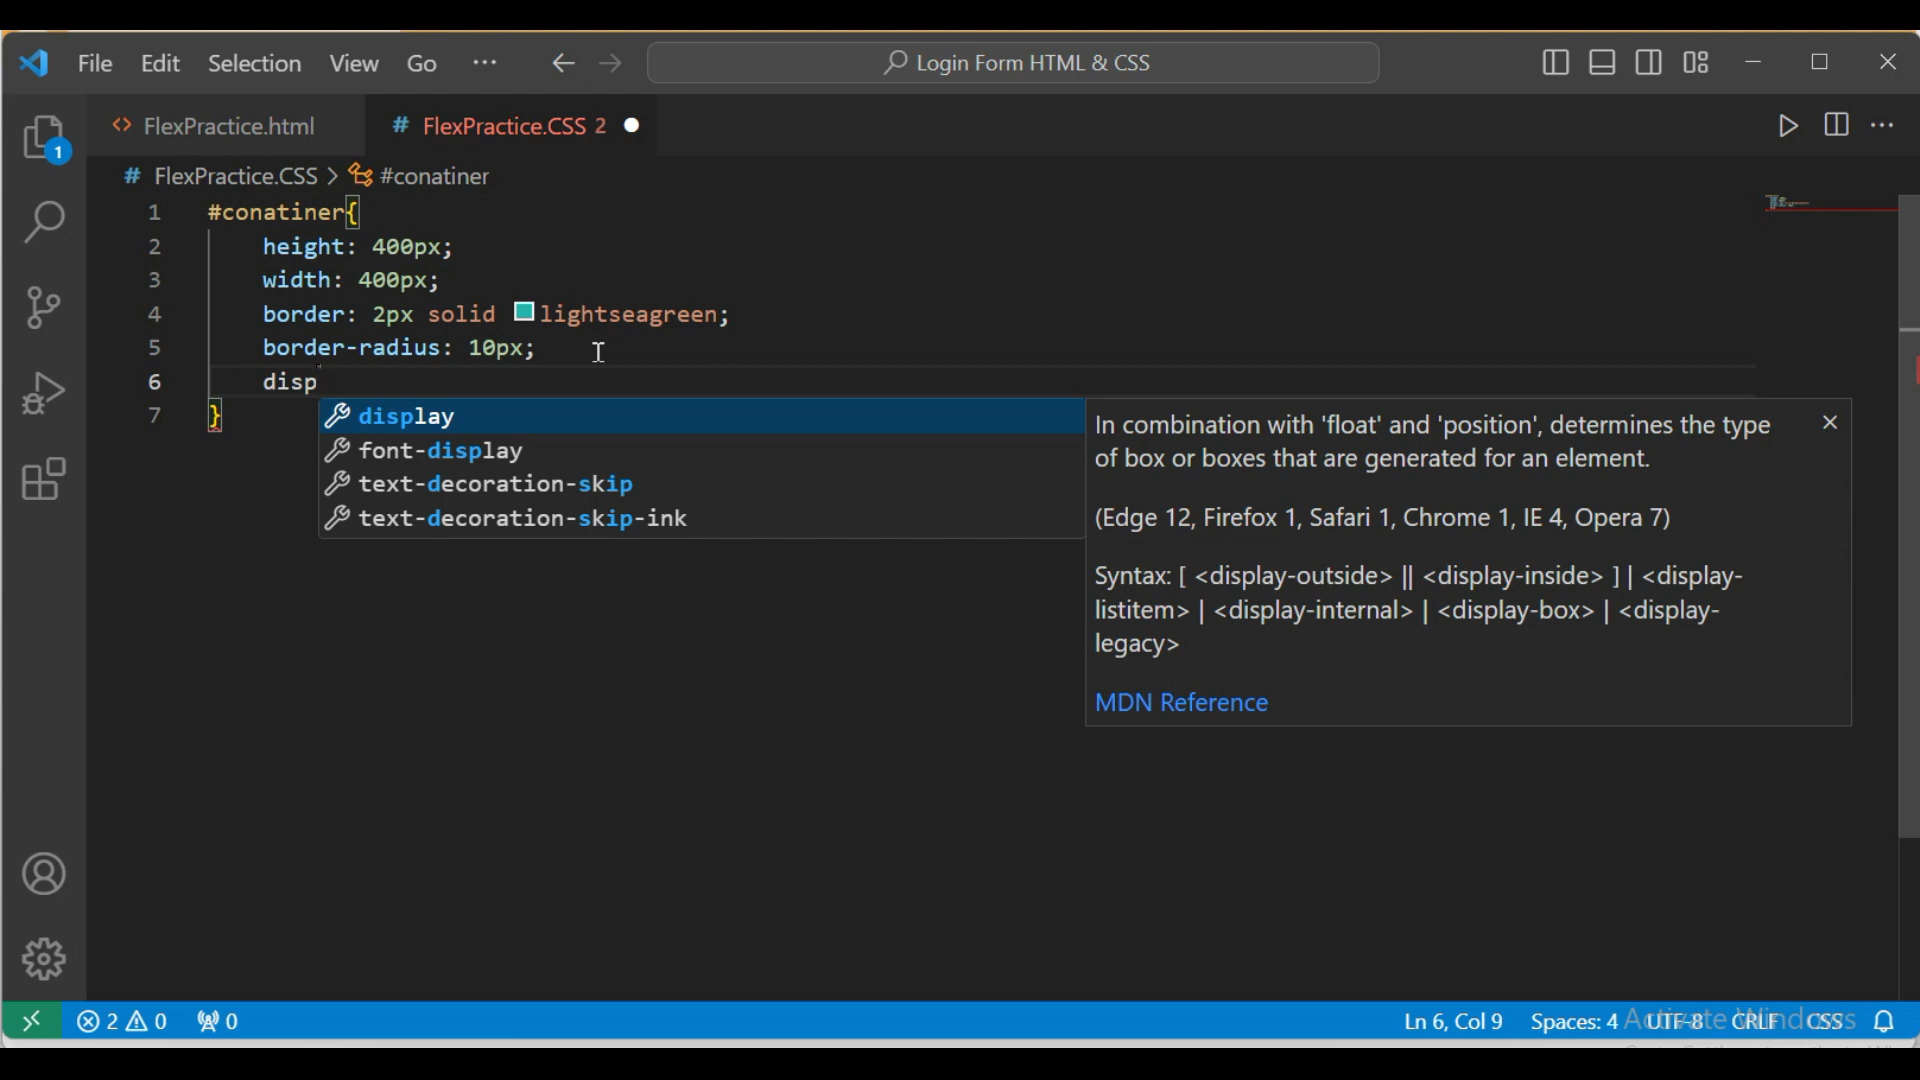 File Edit Selection View Go ··· Login Form HTML & CSS
FlexPractice.html # FlexPractice.CSS 2
1
# FlexPractice.CSS > #conatiner
1 #conatiner{
2 height: 400px;
3 width: 400px;
4 border: 2px solid lightseagreen;
5 border-radius: 10px;
6 disp
7 }
display
font-display
text-decoration-skip
text-decoration-skip-ink
In combination with 'float' and 'position', determines the type
of box or boxes that are generated for an element.
(Edge 12, Firefox 1, Safari 1, Chrome 1, IE 4, Opera 7)
Syntax: [ <display-outside> || <display-inside> ] | <display-
listitem> | <display-internal> | <display-box> | <display-
legacy>
MDN Reference
2 0 0 Ln 6, Col 9 Spaces: 4 UTF-8 CRLF CSS
Activate Windows